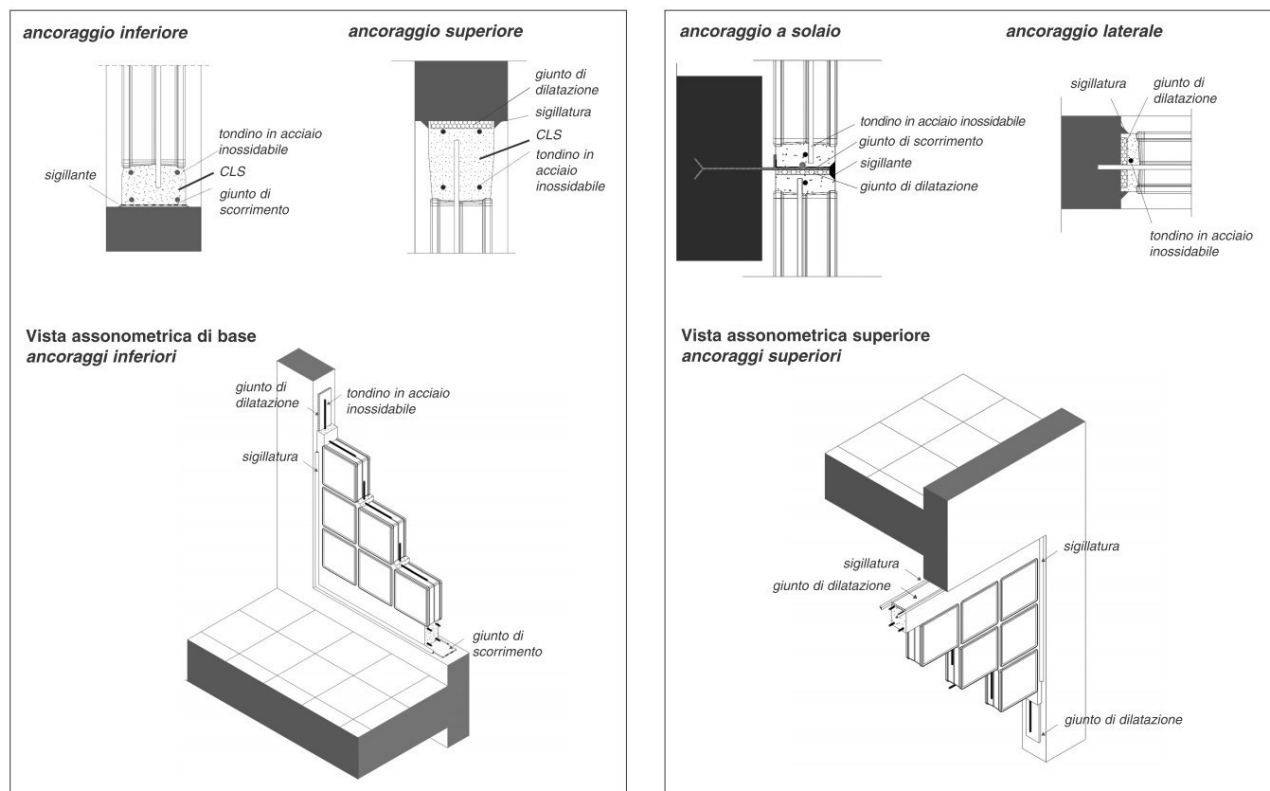 ancoraggio inferiore
ancoraggio superiore
giunto di
dilatazione
sigillatura
CLS
tondino in
acciaio
inossidabile
tondino in acciaio
inossidabile
CLS
giunto di
scorrimento
sigillante
Vista assonometrica di base
ancoraggi inferiori
giunto di
dilatazione
tondino in acciaio
inossidabile
sigillatura
giunto di
scorrimento
ancoraggio a solaio
ancoraggio laterale
tondino in acciaio inossidabile
giunto di scorrimento
sigillante
giunto di dilatazione
sigillatura
giunto di
dilatazione
tondino in acciaio
inossidabile
Vista assonometrica superiore
ancoraggi superiori
sigillatura
sigillatura
giunto di dilatazione
giunto di dilatazione